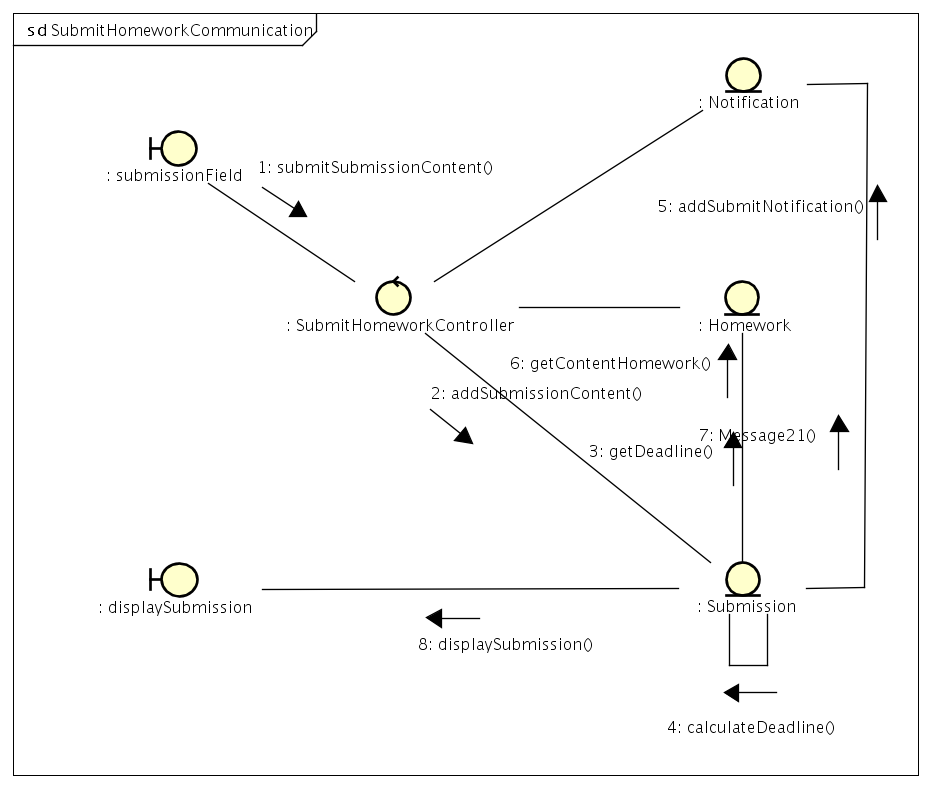 sd SubmitHomeworkCommunication
: Notification
: submissionField
1: submitSubmissionContent()
5: addSubmitNotification()
: SubmitHomeworkController
: Homework
6: getContentHomework()
2: addSubmissionContent()
7: Message21()
3: getDeadline()
: displaySubmission
: Submission
8: displaySubmission()
4: calculateDeadline()